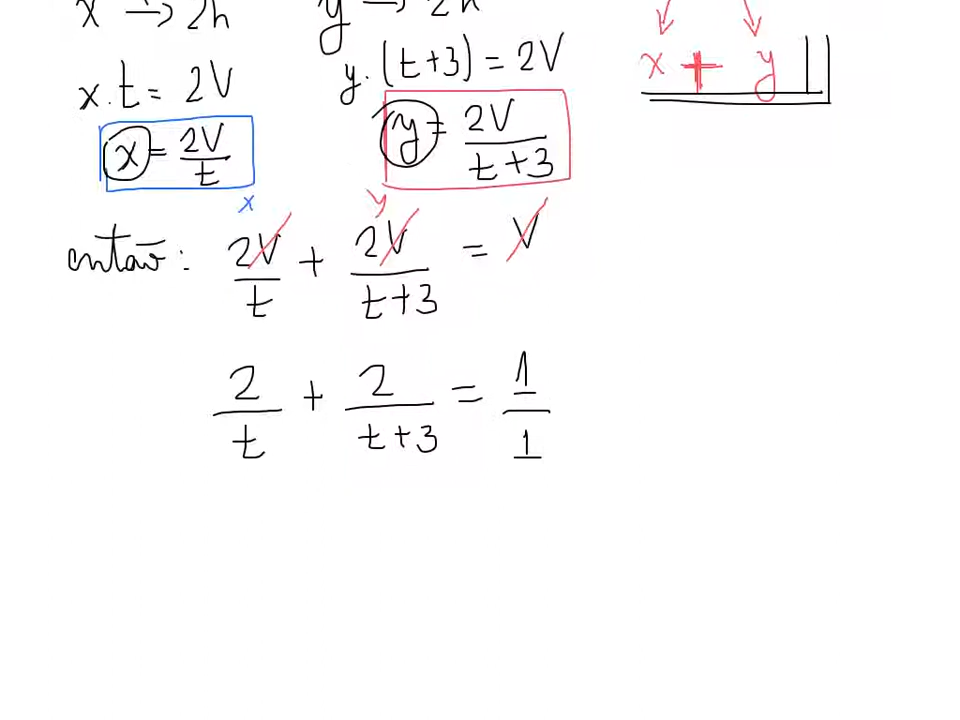 x → 2h
y → 2h
x + y
x.t = 2V
y.(t+3) = 2V
x = 2V/t
y = 2V/(t+3)
x
y
então: 2V/t + 2V/(t+3) = V
2/t + 2/(t+3) = 1/1